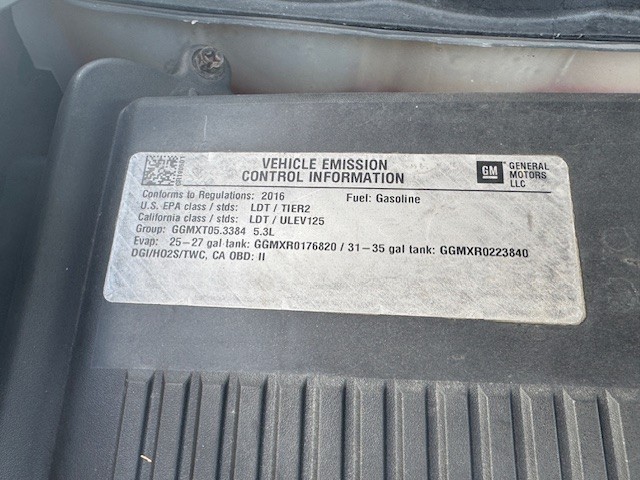 VEHICLE EMISSION
CONTROL INFORMATION
GM GENERAL
MOTORS
LLC
Conforms to Regulations: 2016 Fuel: Gasoline
U.S. EPA class / stds: LDT / TIER2
California class / stds: LDT / ULEV125
Group: GGMXT05.3384 5.3L
Evap: 25-27 gal tank: GGMXR0176820 / 31-35 gal tank: GGMXR0223840
DGI/HO2S/TWC, CA OBD: II